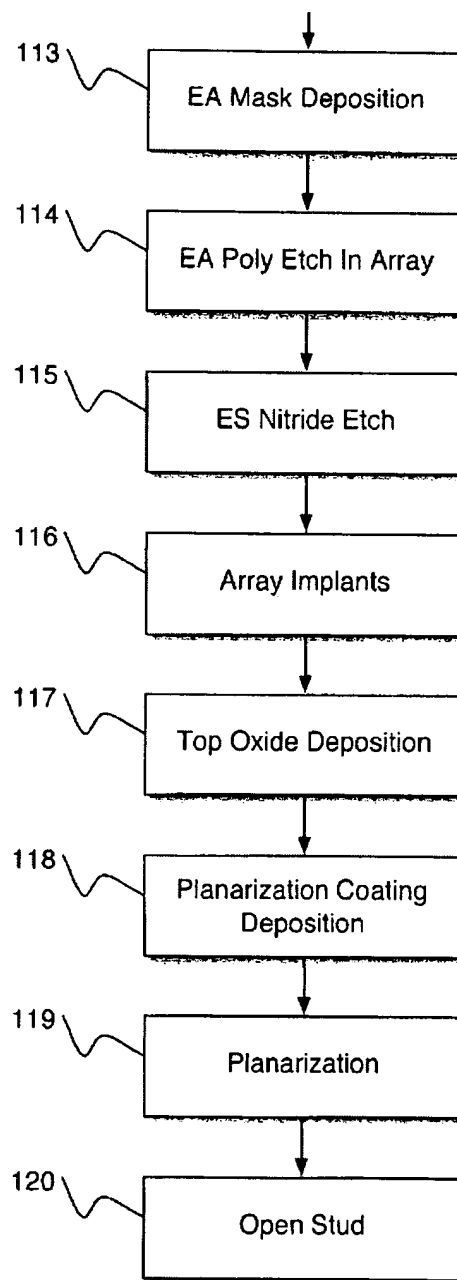 113
EA Mask Deposition
114
EA Poly Etch In Array
115
ES Nitride Etch
116
Array Implants
117
Top Oxide Deposition
118
Planarization Coating
Deposition
119
Planarization
120
Open Stud